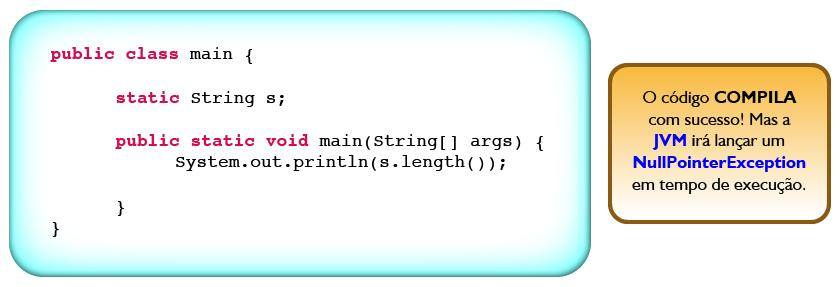 public class main {
static String s;
public static void main(String[] args) {
System.out.println(s.length());
}
}
O código COMPILA
com sucesso! Mas a
JVM irá lançar um
NullPointerException
em tempo de execução.